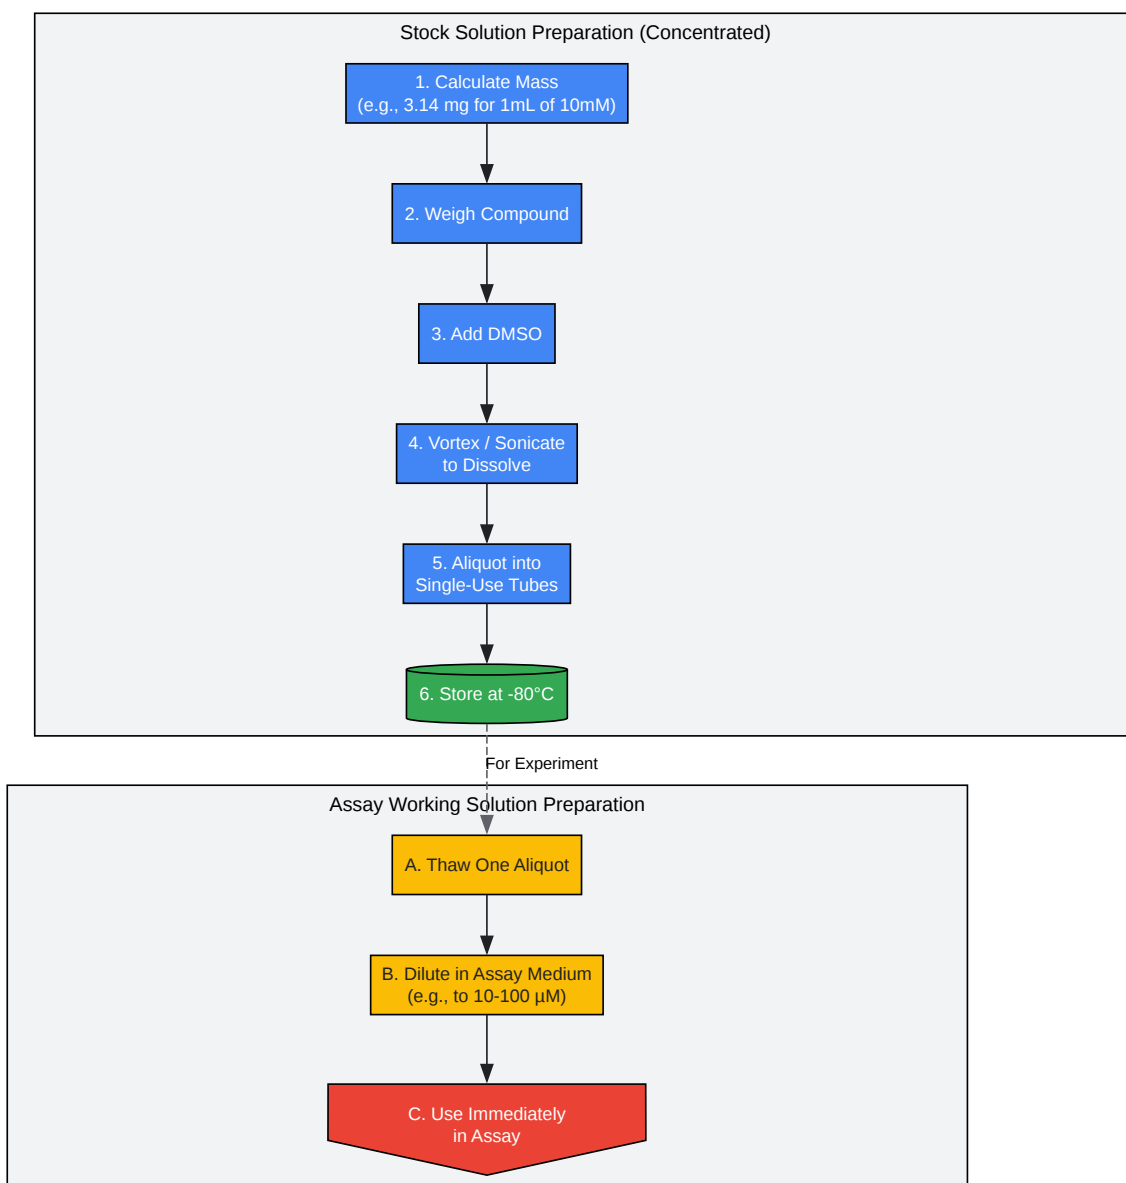 Stock Solution Preparation (Concentrated)
1. Calculate Mass
(e.g., 3.14 mg for 1mL of 10mM)
2. Weigh Compound
3. Add DMSO
4. Vortex / Sonicate
to Dissolve
5. Aliquot into
Single-Use Tubes
6. Store at -80°C
For Experiment
Assay Working Solution Preparation
A. Thaw One Aliquot
B. Dilute in Assay Medium
(e.g., to 10-100 µM)
C. Use Immediately
in Assay